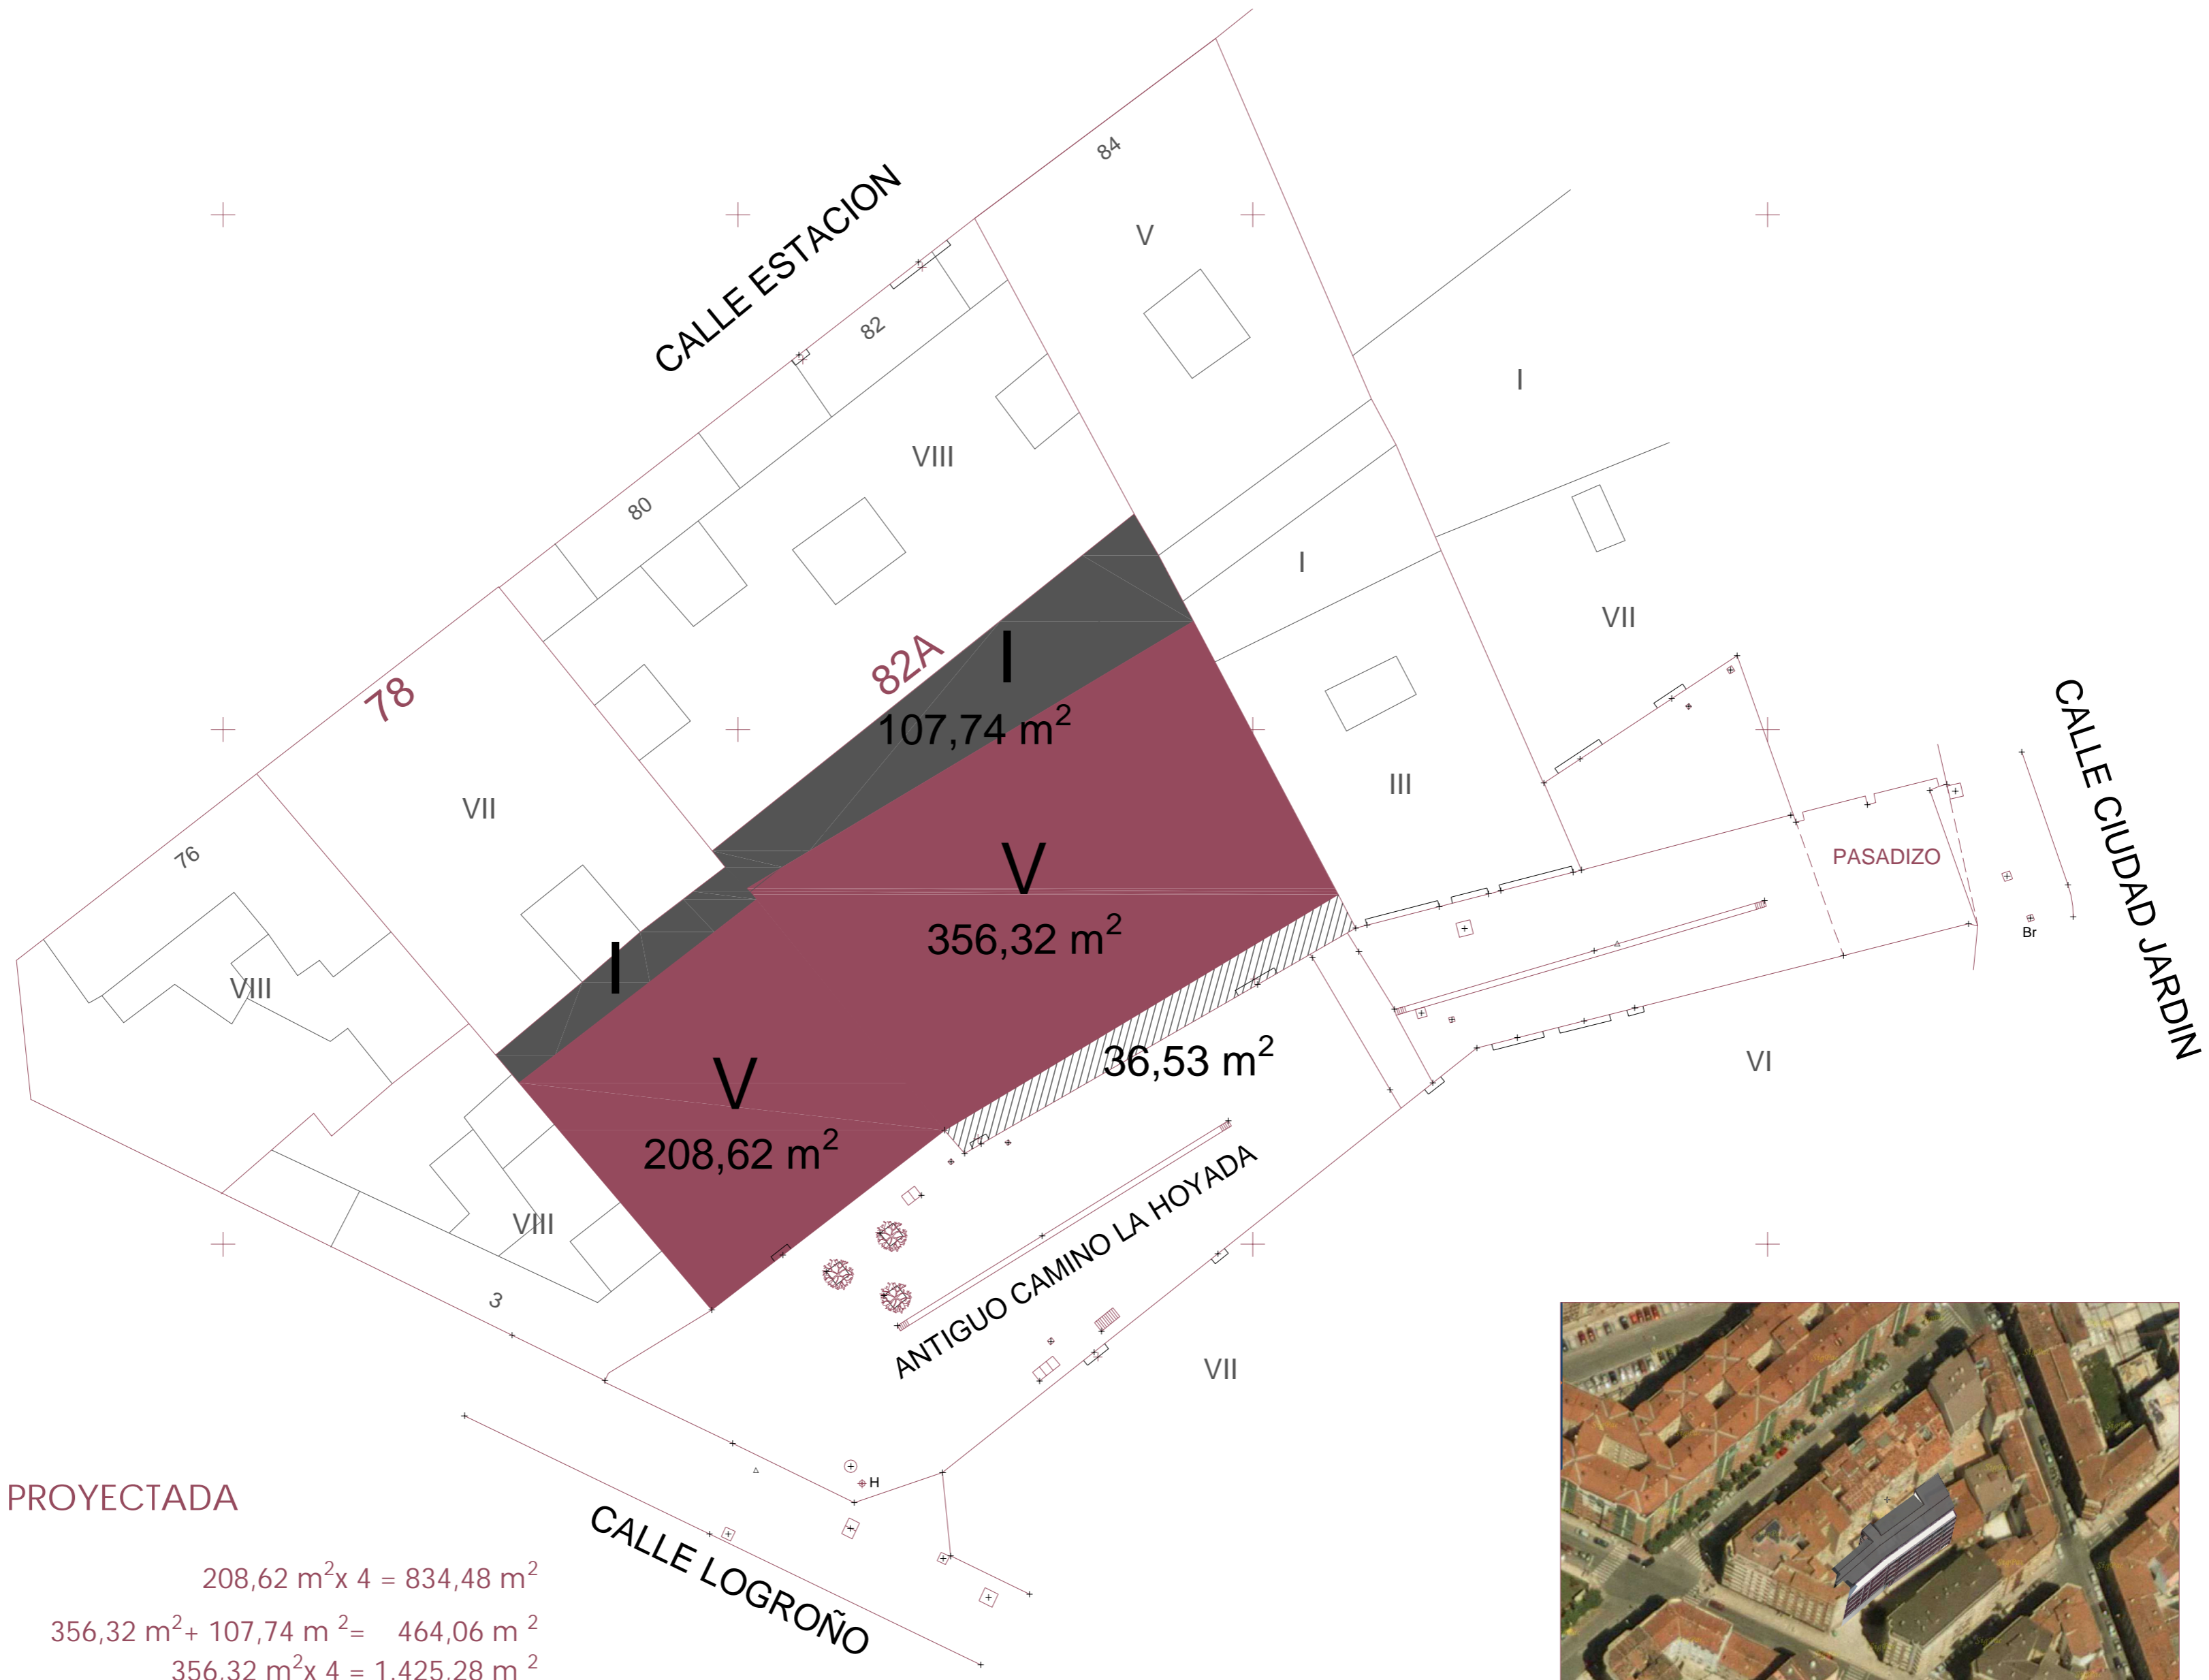 84
CALLE ESTACION
V
82
I
VIII
80
I
VII
82A
I
78
107,74 m²
CALLE CIUDAD JARDIN
III
VII
76
PASADIZO
V
356,32 m²
Br
I
VIII
36,53 m²
VI
V
208,62 m²
ANTIGUO CAMINO LA HOYADA
VIII
3
VII
H
CALLE LOGROÑO
PROYECTADA
208,62 m²x 4 = 834,48 m²
356,32 m²+ 107,74 m ²= 464,06 m ²
356,32 m²x 4 = 1.425,28 m ²